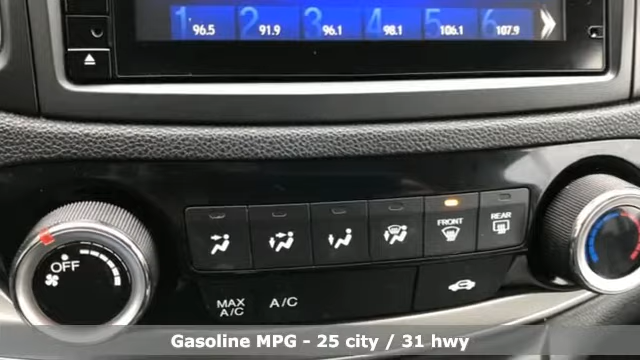 1 96.5 2 91.9 3 96.1 4 98.1 5 106.1 6 107.9
FRONT REAR
OFF
MAX A/C
A/C
Gasoline MPG - 25 city / 31 hwy